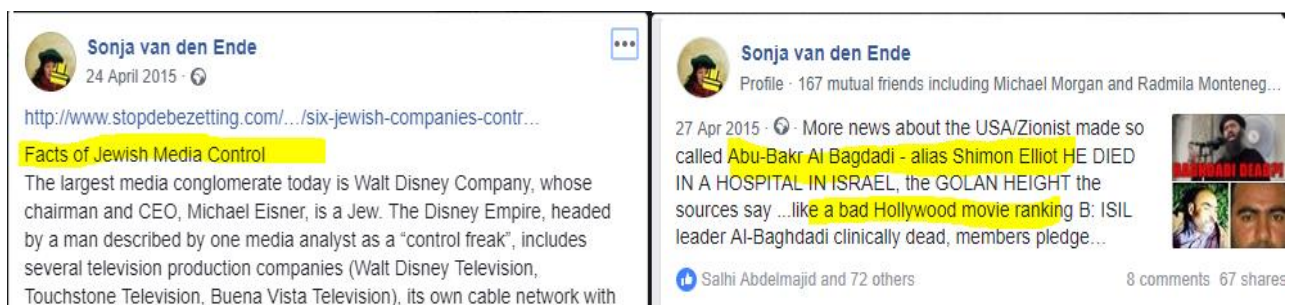 Sonja van den Ende
24 April 2015 ·
http://www.stopdebezetting.com/.../six-jewish-companies-contr...
Facts of Jewish Media Control
The largest media conglomerate today is Walt Disney Company, whose
chairman and CEO, Michael Eisner, is a Jew. The Disney Empire, headed
by a man described by one media analyst as a “control freak”, includes
several television production companies (Walt Disney Television,
Touchstone Television, Buena Vista Television), its own cable network with
Sonja van den Ende
Profile · 167 mutual friends including Michael Morgan and Radmila Monteneg...
27 Apr 2015 · · More news about the USA/Zionist made so
called Abu-Bakr Al Bagdadi - alias Shimon Elliot HE DIED
IN A HOSPITAL IN ISRAEL, the GOLAN HEIGHT the
sources say ...like a bad Hollywood movie ranking B: ISIL
leader Al-Baghdadi clinically dead, members pledge...
BAGHDADI DEAD?
Salhi Abdelmajid and 72 others
8 comments 67 shares